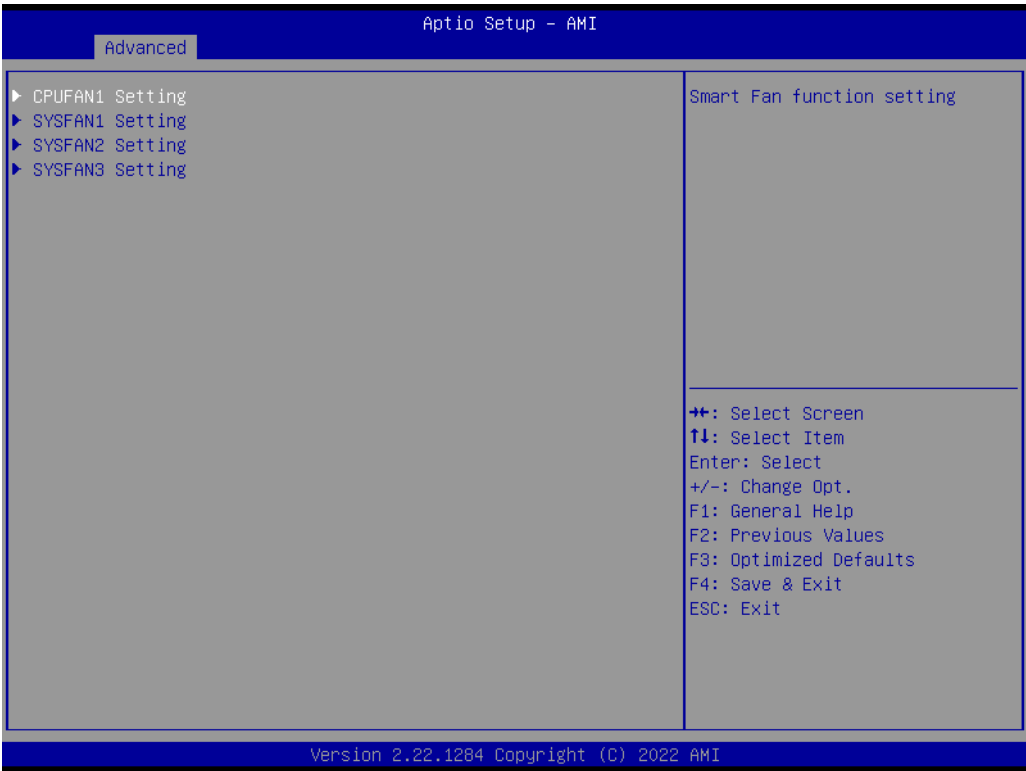 Aptio Setup – AMI
Advanced
▶ CPUFAN1 Setting
▶ SYSFAN1 Setting
▶ SYSFAN2 Setting
▶ SYSFAN3 Setting
Smart Fan function setting
→←: Select Screen
↑↓: Select Item
Enter: Select
+/-: Change Opt.
F1: General Help
F2: Previous Values
F3: Optimized Defaults
F4: Save & Exit
ESC: Exit
Version 2.22.1284 Copyright (C) 2022 AMI